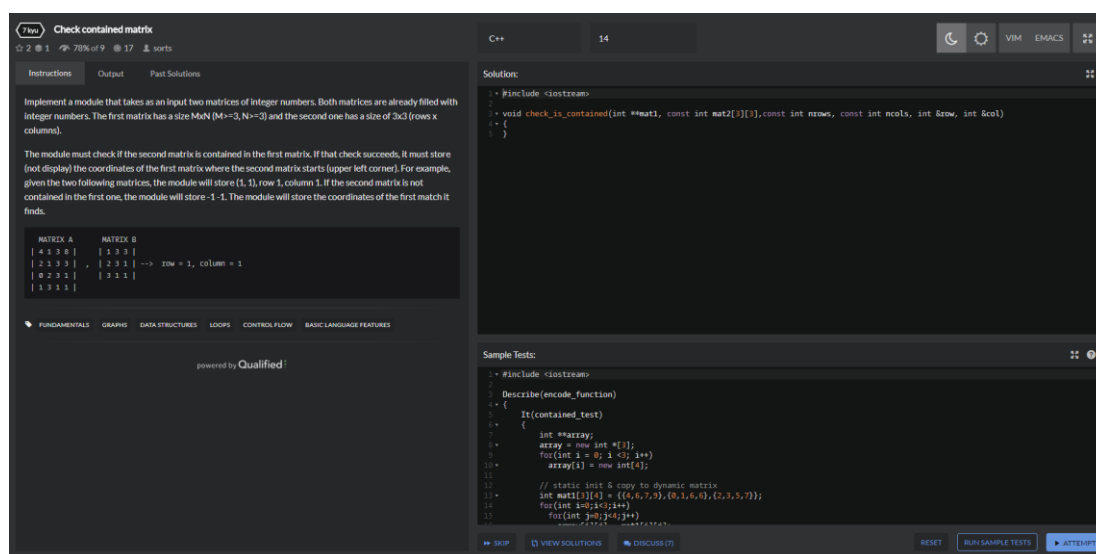 7 kyu Check contained matrix
2 1 78% of 9 17 sorts
Instructions Output Past Solutions
Implement a module that takes as an input two matrices of integer numbers. Both matrices are already filled with
integer numbers. The first matrix has a size MxN (M>=3, N>=3) and the second one has a size of 3x3 (rows x
columns).
The module must check if the second matrix is contained in the first matrix. If that check succeeds, it must store
(not display) the coordinates of the first matrix where the second matrix starts (upper left corner). For example,
given the two following matrices, the module will store (1, 1), row 1, column 1. If the second matrix is not
contained in the first one, the module will store -1 -1. The module will store the coordinates of the first match it
finds.
MATRIX A MATRIX B
| 4 1 3 8 | | 1 3 3 |
| 2 1 3 3 | , | 2 3 1 | --> row = 1, column = 1
| 0 2 3 1 | | 3 1 1 |
| 1 3 1 1 |
FUNDAMENTALS GRAPHS DATA STRUCTURES LOOPS CONTROL FLOW BASIC LANGUAGE FEATURES
powered by Qualified
C++ 14
VIM EMACS
Solution:
1 #include <iostream>
2
3 void check_is_contained(int **mat1, const int mat2[3][3],const int nrows, const int ncols, int &row, int &col)
4 {
5 }
Sample Tests:
1 #include <iostream>
2
3 Describe(encode_function)
4 {
5 It(contained_test)
6 {
7 int **array;
8 array = new int *[3];
9 for(int i = 0; i <3; i++)
10 array[i] = new int[4];
11
12 // static init & copy to dynamic matrix
13 int mat1[3][4] = {{4,6,7,9},{0,1,6,6},{2,3,5,7}};
14 for(int i=0;i<3;i++)
15 for(int j=0;j<4;j++)
SKIP VIEW SOLUTIONS DISCUSS (7) RESET RUN SAMPLE TESTS ATTEMPT